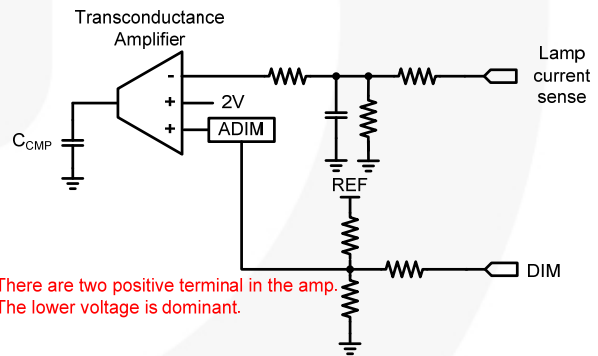 Transconductance
Amplifier
Lamp
current
sense
-
+
2V
+
ADIM
CCMP
REF
DIM
There are two positive terminal in the amp.
The lower voltage is dominant.